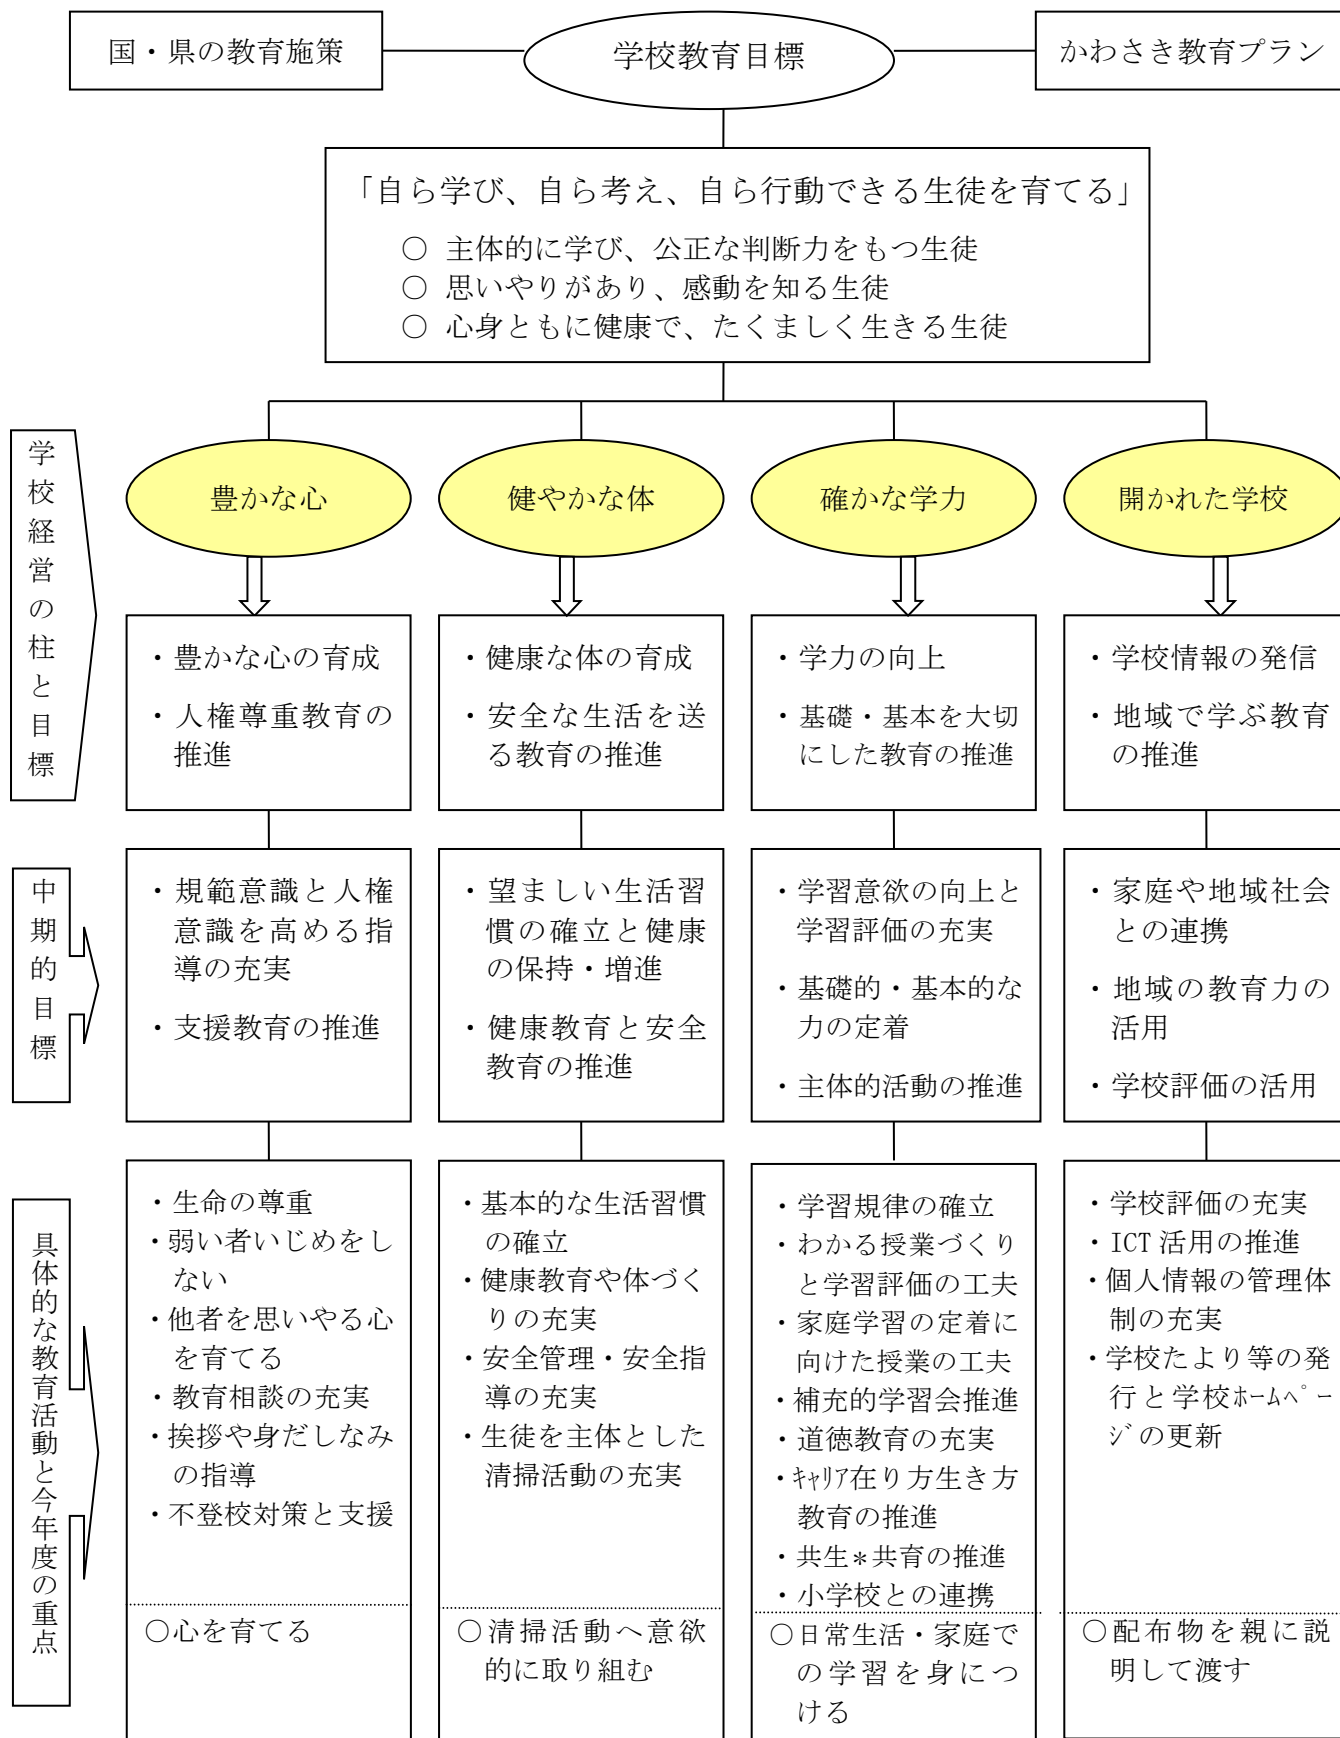 国・県の教育施策
学校教育目標
かわさき教育プラン
「自ら学び、自ら考え、自ら行動できる生徒を育てる」
○ 主体的に学び、公正な判断力をもつ生徒
○ 思いやりがあり、感動を知る生徒
○ 心身ともに健康で、たくましく生きる生徒
学校経営の柱と目標
豊かな心
健やかな体
確かな学力
開かれた学校
・豊かな心の育成
・人権尊重教育の
推進
・健康な体の育成
・安全な生活を送
る教育の推進
・学力の向上
・基礎・基本を大切
にした教育の推進
・学校情報の発信
・地域で学ぶ教育
の推進
中期的目標
・規範意識と人権
意識を高める指
導の充実
・支援教育の推進
・望ましい生活習
慣の確立と健康
の保持・増進
・健康教育と安全
教育の推進
・学習意欲の向上と
学習評価の充実
・基礎的・基本的な
力の定着
・主体的活動の推進
・家庭や地域社会
との連携
・地域の教育力の
活用
・学校評価の活用
具体的な教育活動と今年度の重点
・生命の尊重
・弱い者いじめをし
ない
・他者を思いやる心
を育てる
・教育相談の充実
・挨拶や身だしなみ
の指導
・不登校対策と支援
○心を育てる
・基本的な生活習慣
の確立
・健康教育や体づく
りの充実
・安全管理・安全指
導の充実
・生徒を主体とした
清掃活動の充実
○清掃活動へ意欲
的に取り組む
・学習規律の確立
・わかる授業づくり
と学習評価の工夫
・家庭学習の定着に
向けた授業の工夫
・補充的学習会推進
・道徳教育の充実
・ｷｬﾘｱ在り方生き方
教育の推進
・共生＊共育の推進
・小学校との連携
○日常生活・家庭で
の学習を身につ
ける
・学校評価の充実
・ICT 活用の推進
・個人情報の管理体
制の充実
・学校たより等の発
行と学校ﾎｰﾑﾍﾟｰ
ｼﾞの更新
○配布物を親に説
明して渡す